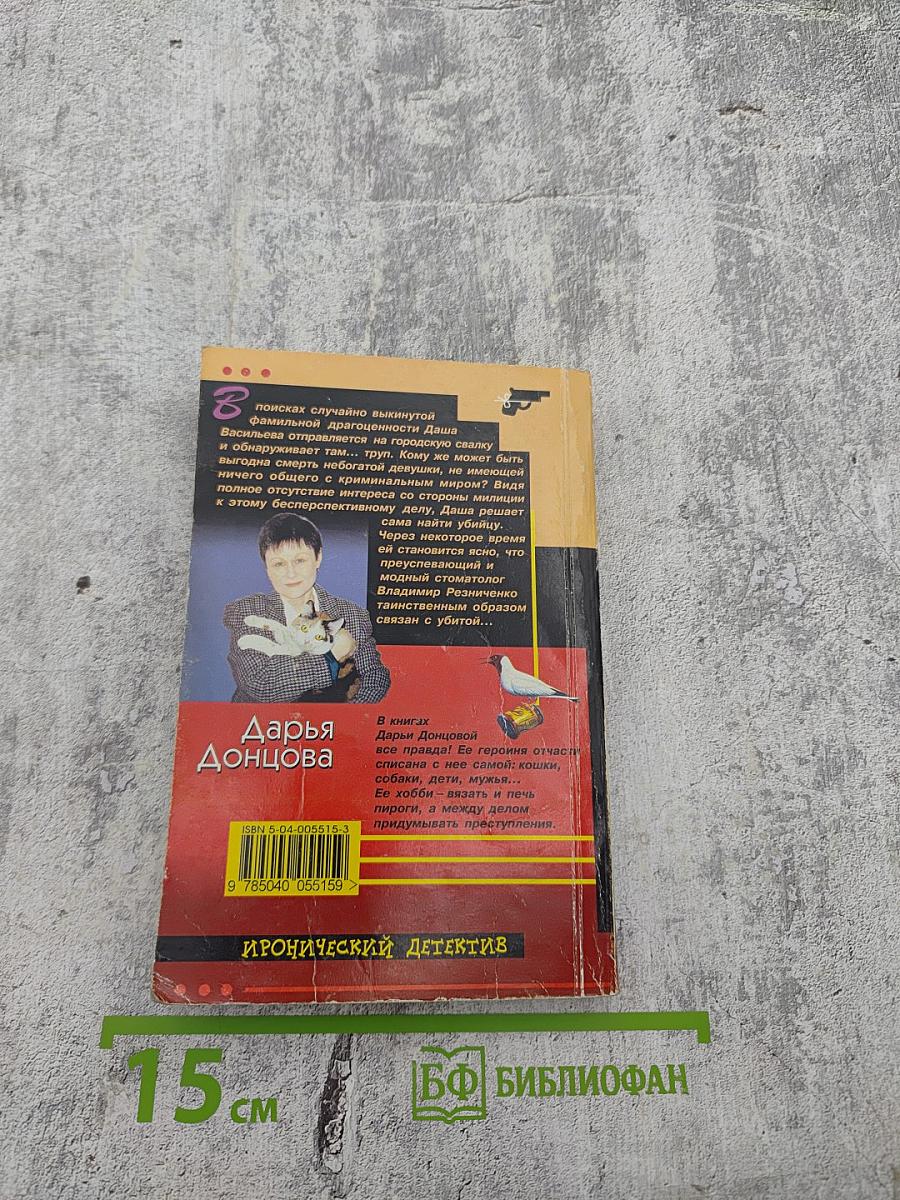 В поисках случайно выкинутой
фамильной драгоценности Даша
Васильева отправляется на городскую свалку
и обнаруживает там... труп. Кому же может быть
выгодна смерть небогатой девушки, не имеющей
ничего общего с криминальным миром? Видя
полное отсутствие интереса со стороны милиции
к этому бесперспективному делу, Даша решает
сама найти убийцу.
Через некоторое время
ей становится ясно, что
преуспевающий и
модный стоматолог
Владимир Резниченко
таинственным образом
связан с убитой...
Дарья
Донцова
В книгах
Дарьи Донцовой
все правда! Ее героиня отчасти
списана с нее самой: кошки,
собаки, дети, мужья...
Ее хобби – вязать и печь
пироги, а между делом
придумывать преступления.
ISBN 5-04-005515-3
9 785040 055159 >
ИРОНИЧЕСКИЙ ДЕТЕКТИВ
15 см
БФ БИБЛИОФАН